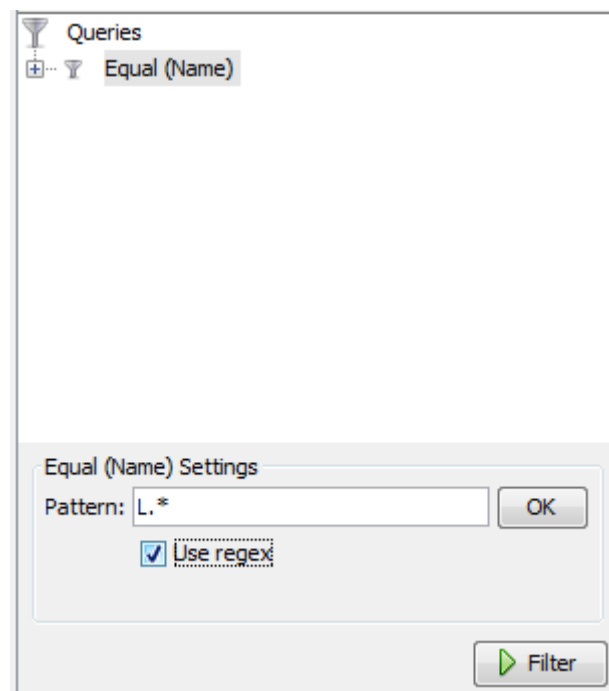 Queries
Equal (Name)
Equal (Name) Settings
Pattern: L.* OK
Use regex
Filter